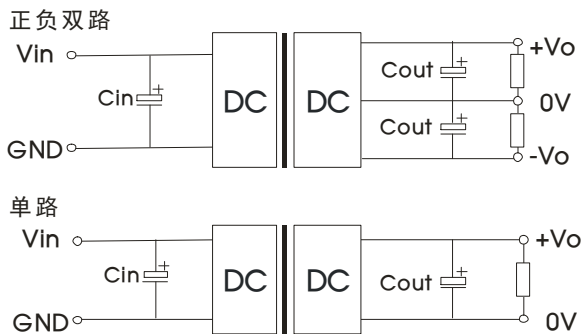 正负双路
Vin
+Vo
Cout
+
Cin
+
DC
DC
0V
Cout
+
GND
-Vo
单路
Vin
+Vo
Cin
+
DC
DC
Cout
+
GND
0V